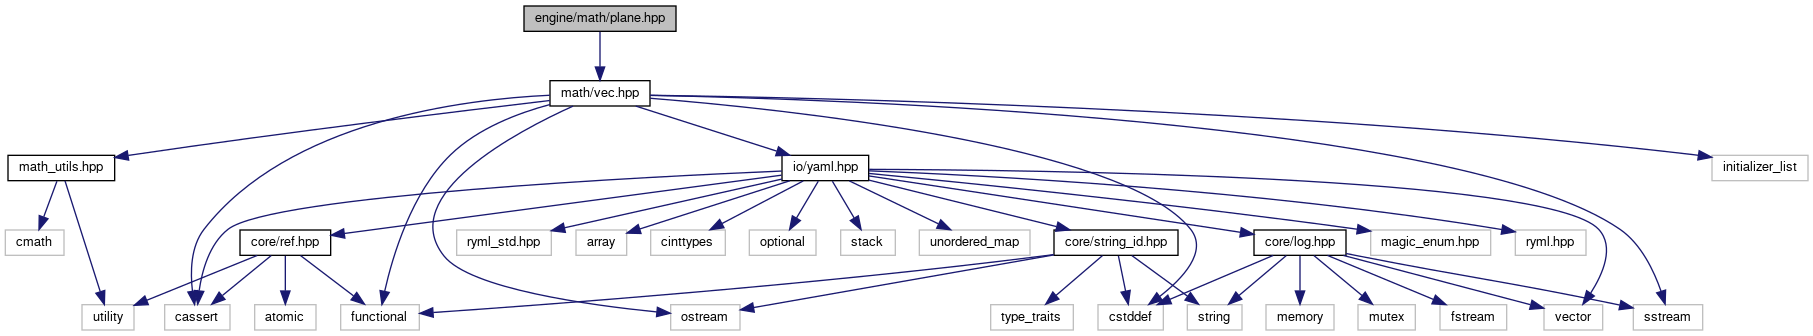 engine/math/plane.hpp
math/vec.hpp
math_utils.hpp
io/yaml.hpp
initializer_list
cmath
core/ref.hpp
ryml_std.hpp
array
cinttypes
optional
stack
unordered_map
core/string_id.hpp
core/log.hpp
magic_enum.hpp
ryml.hpp
utility
cassert
atomic
functional
ostream
type_traits
cstddef
string
memory
mutex
fstream
vector
sstream